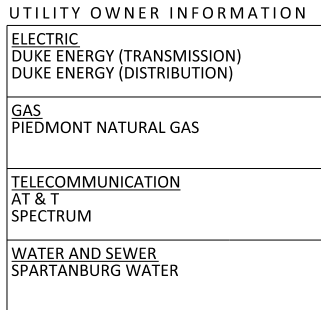 UTILITY OWNER INFORMATION
ELECTRIC
DUKE ENERGY (TRANSMISSION)
DUKE ENERGY (DISTRIBUTION)
GAS
PIEDMONT NATURAL GAS
TELECOMMUNICATION
AT & T
SPECTRUM
WATER AND SEWER
SPARTANBURG WATER